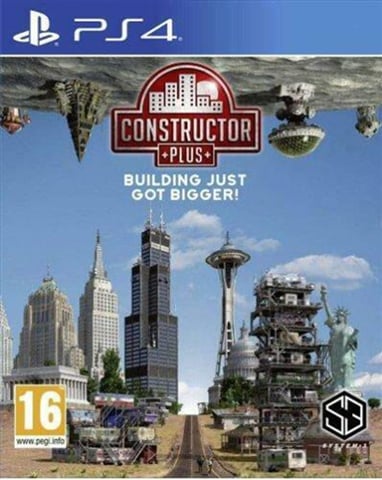 PS4
CONSTRUCTOR
PLUS
BUILDING JUST
GOT BIGGER!
16
www.pegi.info
SYSTEM 3